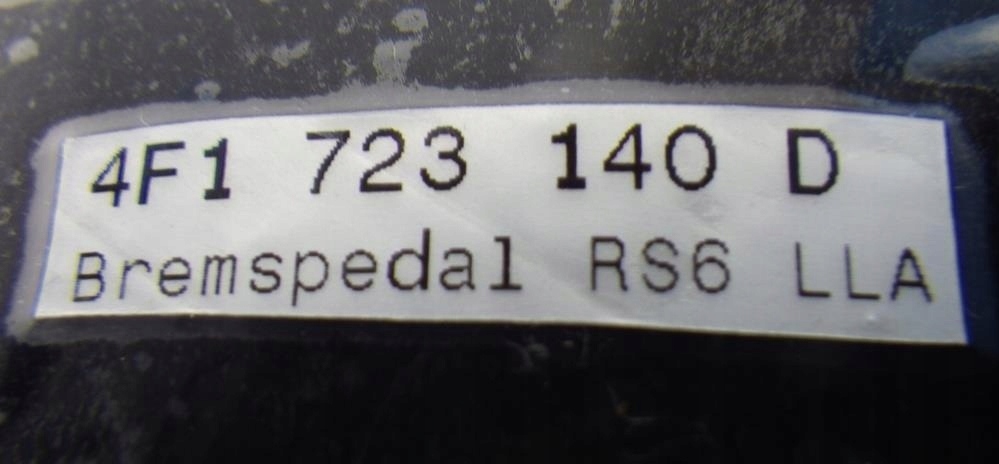 4F1 723 140 D
Bremspedal RS6 LLA